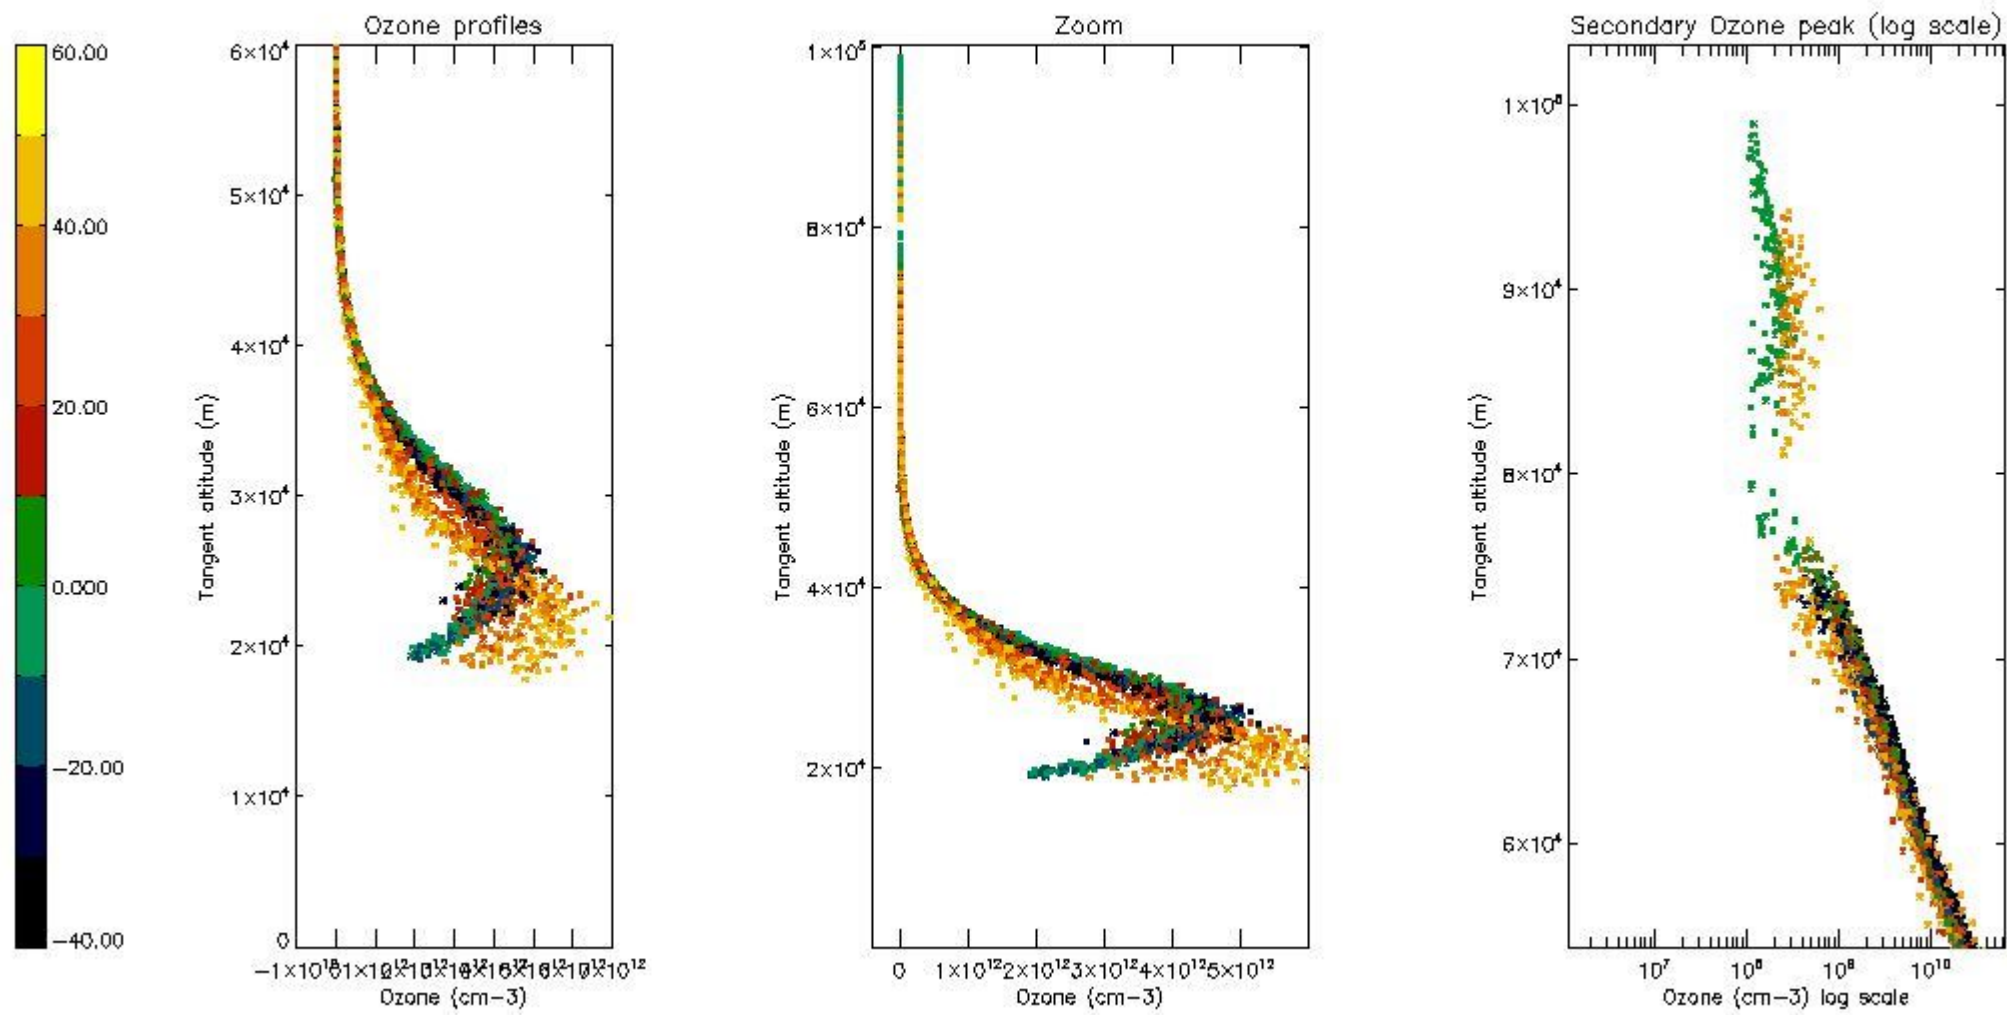 Ozone profiles
Zoom
Secondary Ozone peak (log scale)
60.00
40.00
20.00
0.000
−20.00
−40.00
6×10⁴
5×10⁴
4×10⁴
3×10⁴
2×10⁴
1×10⁴
0
Tangent altitude (m)
Ozone (cm−3)
1×10⁵
8×10⁴
6×10⁴
4×10⁴
2×10⁴
Tangent altitude (m)
0 1×10¹² 2×10¹² 3×10¹² 4×10¹² 5×10¹²
Ozone (cm−3)
9×10⁴
8×10⁴
7×10⁴
6×10⁴
Tangent altitude (m)
10⁷ 10⁸ 10⁹ 10¹⁰
Ozone (cm−3) log scale